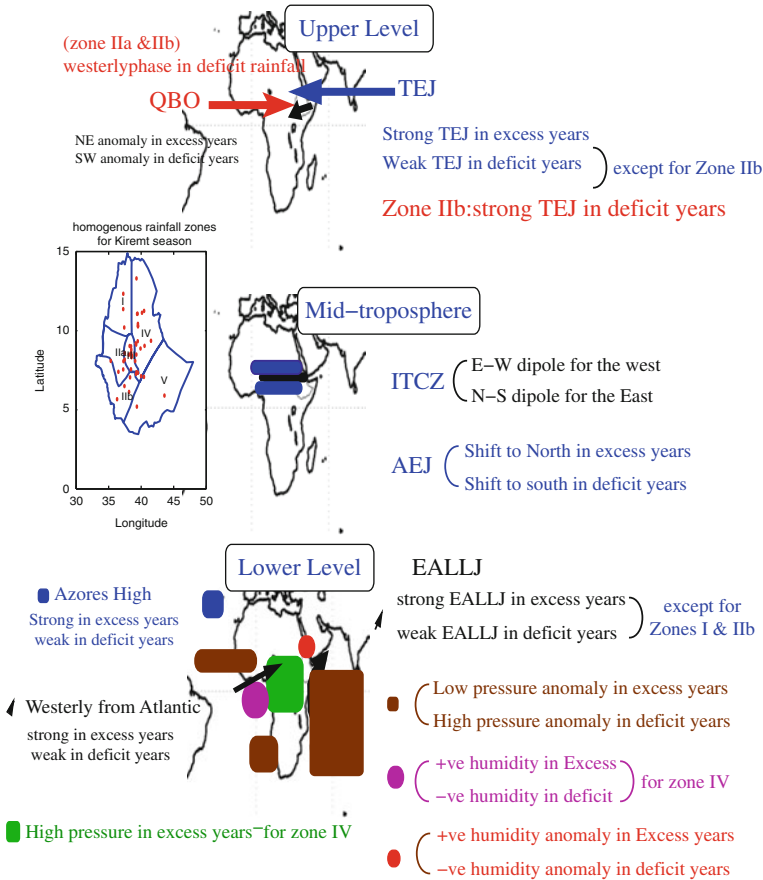 Upper Level
(zone IIa &IIb)
westerlyphase in deficit rainfall
QBO
TEJ
NE anomaly in excess years
SW anomaly in deficit years
Strong TEJ in excess years
Weak TEJ in deficit years
except for Zone IIb
Zone IIb:strong TEJ in deficit years
homogenous rainfall zones
for Kiremt season
15
10
5
0
30 35 40 45 50
Latitude
Longitude
I
IV
IIa
III
V
IIb
Mid−troposphere
ITCZ
E−W dipole for the west
N−S dipole for the East
AEJ
Shift to North in excess years
Shift to south in deficit years
Lower Level
Azores High
Strong in excess years
weak in deficit years
EALLJ
strong EALLJ in excess years
weak EALLJ in deficit years
except for
Zones I & IIb
Westerly from Atlantic
strong in excess years
weak in deficit years
Low pressure anomaly in excess years
High pressure anomaly in deficit years
+ve humidity in Excess
−ve humidity in deficit
for zone IV
High pressure in excess years−for zone IV
+ve humidity anomaly in Excess years
−ve humidity anomaly in deficit years